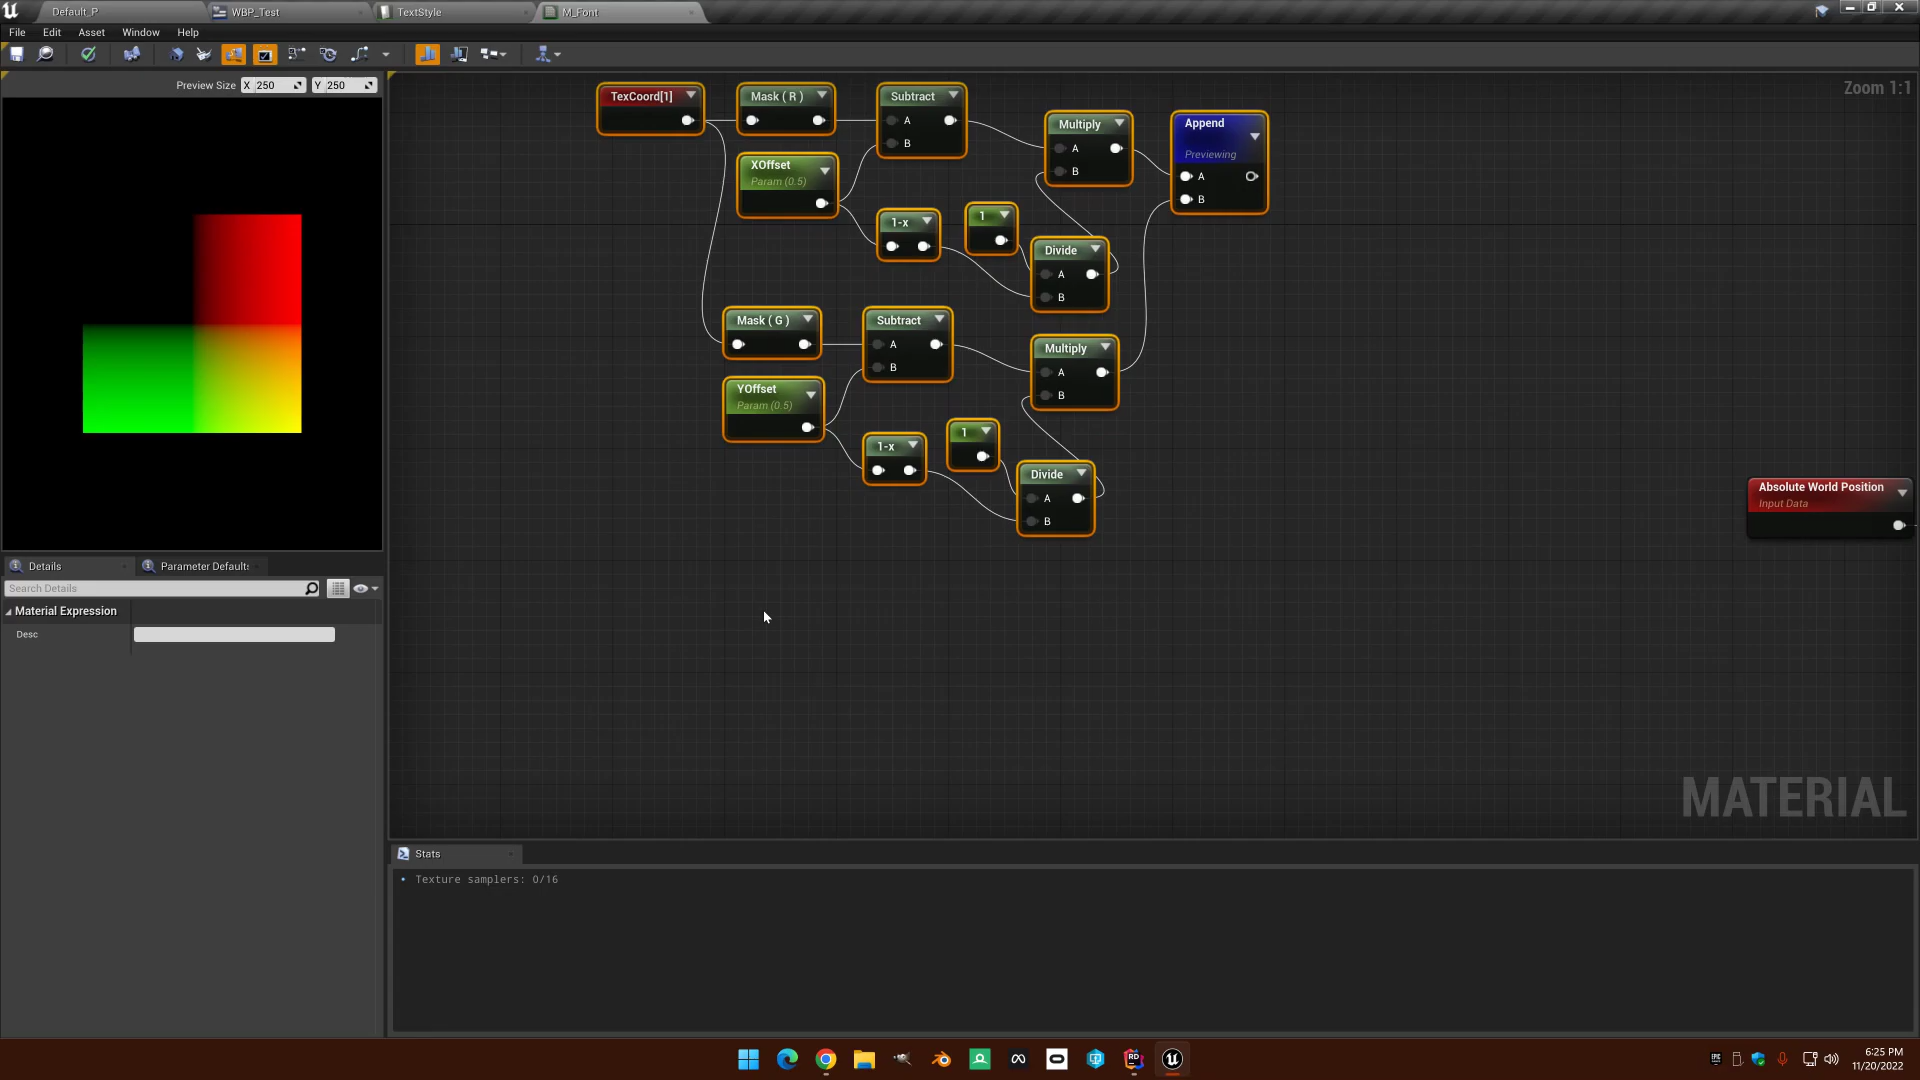 Default_P
WBP_Test
TextStyle
M_Font
File Edit Asset Window Help
Preview Size X 250 Y 250
Zoom 1:1
TexCoord[1]
Mask ( R )
Subtract
A
B
Multiply
A
B
Append
Previewing
A
B
XOffset
Param (0.5)
1-x
1
Divide
A
B
Mask ( G )
Subtract
A
B
Multiply
A
B
YOffset
Param (0.5)
1-x
1
Divide
A
B
Absolute World Position
Input Data
MATERIAL
Details
Parameter Defaults
Search Details
Material Expression
Desc
Stats
Texture samplers: 0/16
6:25 PM
11/20/2022